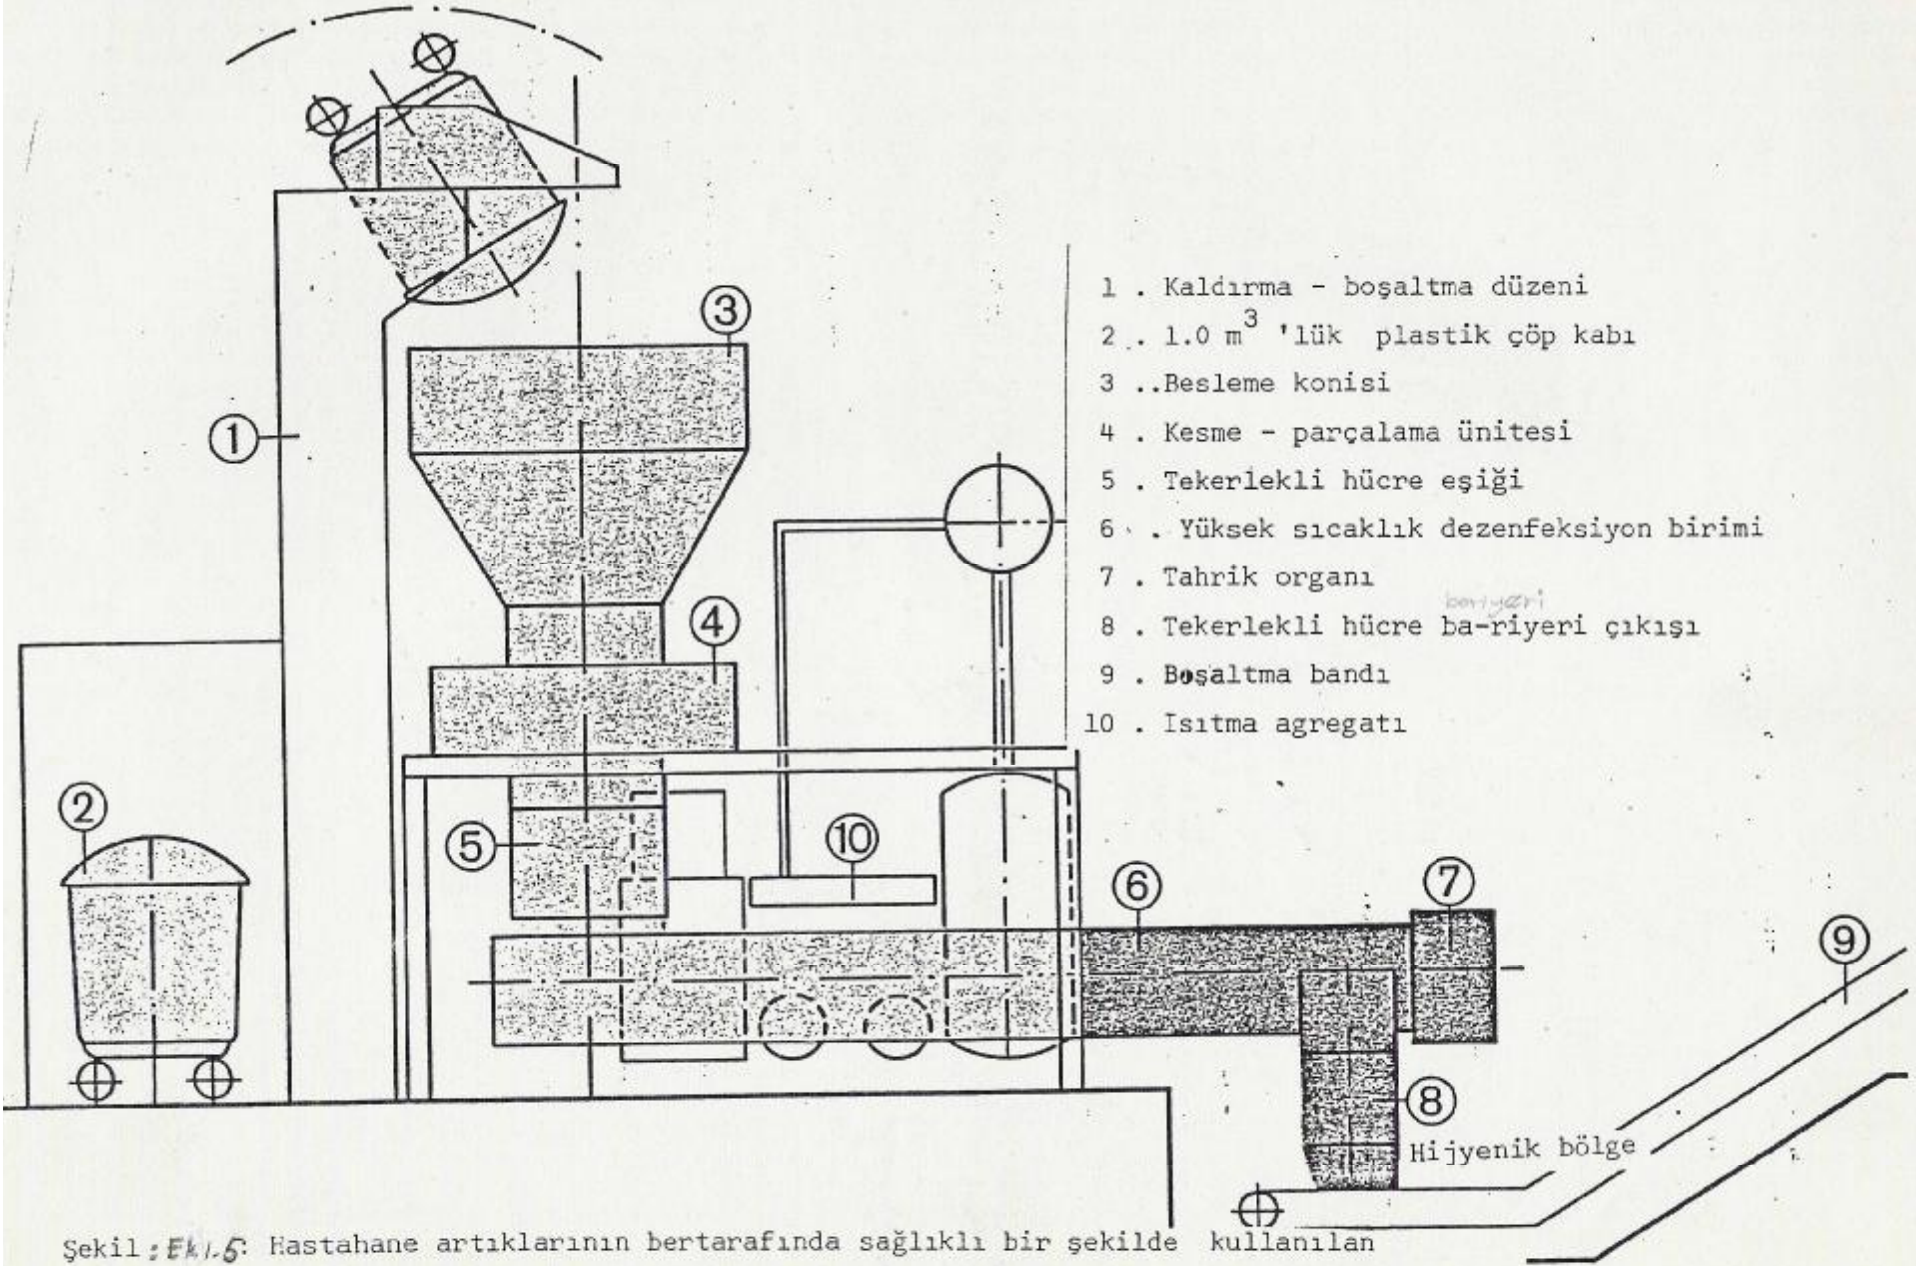 3
1 . Kaldırma - boşaltma düzeni
2 . 1.0 m³ 'lük plastik çöp kabı
3 ..Besleme konisi
1
4 . Kesme - parçalama ünitesi
5 . Tekerlekli hücre eşiği
6 . Yüksek sıcaklık dezenfeksiyon birimi
7 . Tahrik organı
bariyeri
4
8 . Tekerlekli hücre ba-riyeri çıkışı
9 . Boşaltma bandı
10 . Isıtma agregatı
2
5
10
6
7
9
8
Hijyenik bölge
Şekil : Ek1.5: Hastahane artıklarının bertarafında sağlıklı bir şekilde kullanılan